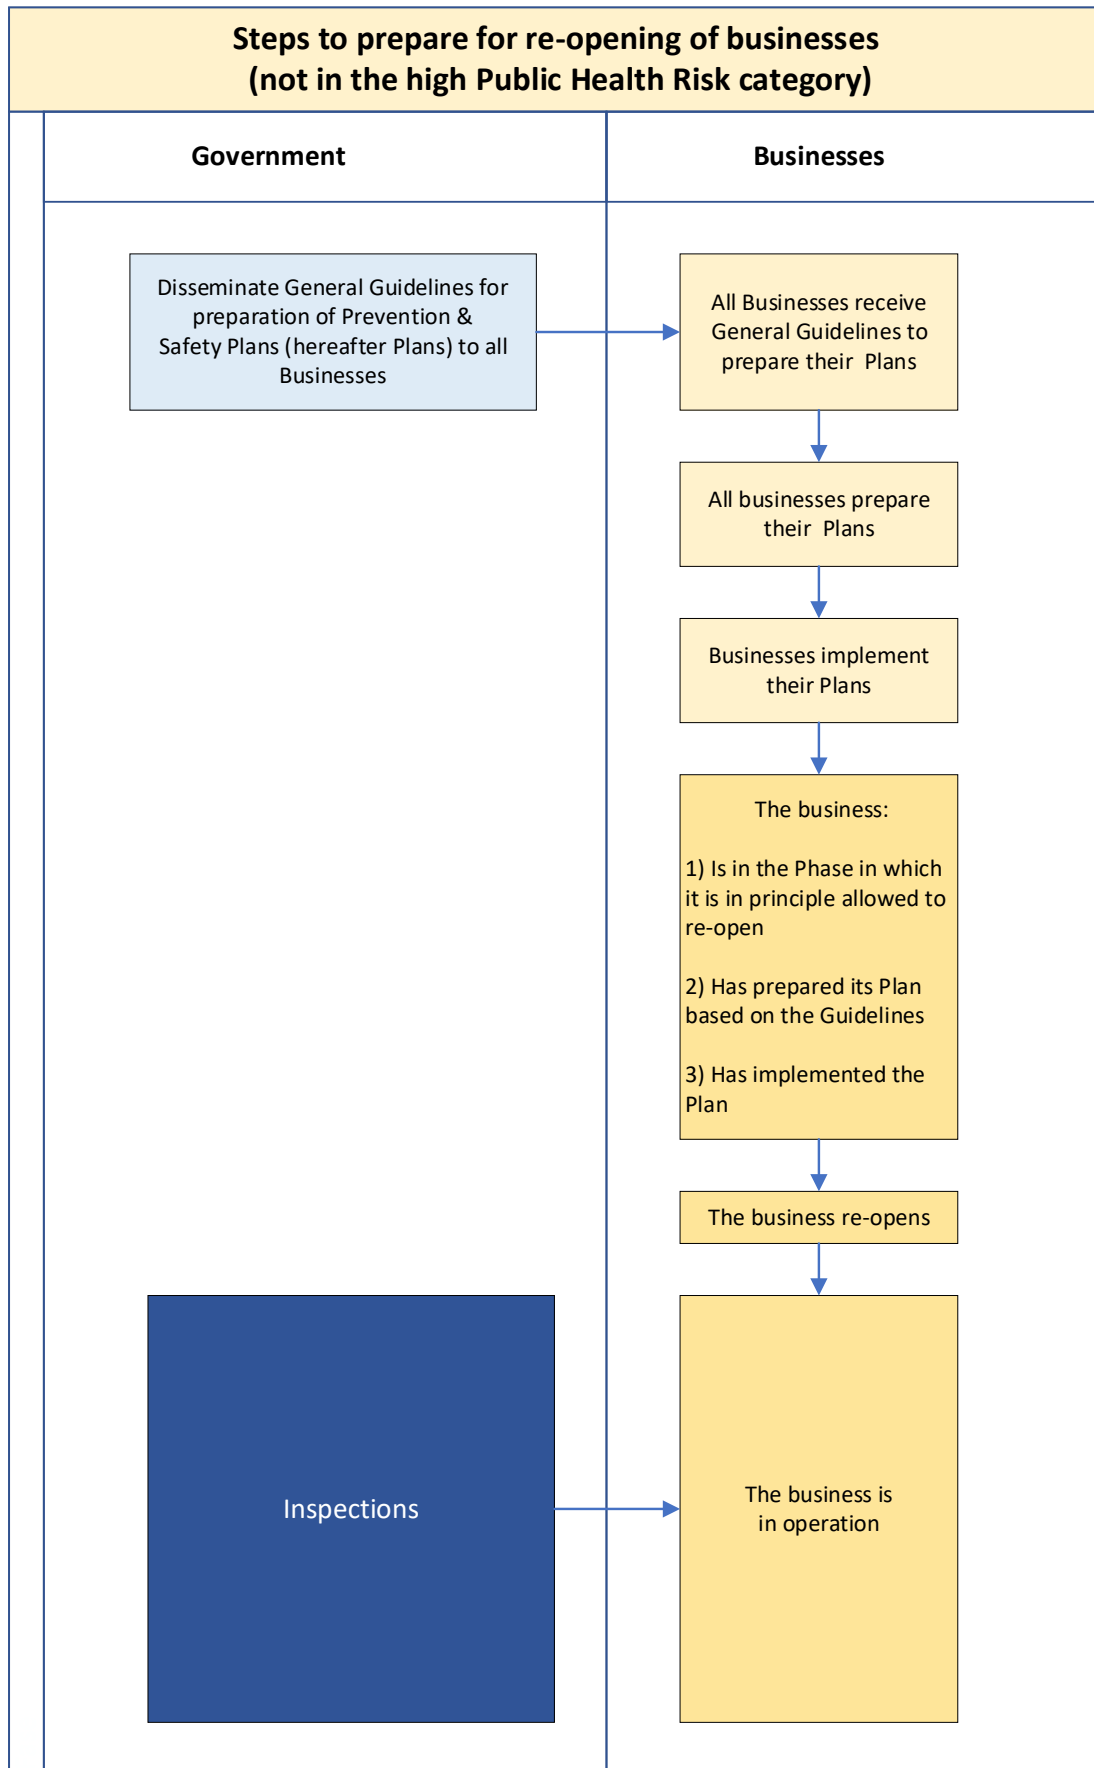 Steps to prepare for re-opening of businesses
(not in the high Public Health Risk category)
Government
Businesses
Disseminate General Guidelines for
preparation of Prevention &
Safety Plans (hereafter Plans) to all
Businesses
All Businesses receive
General Guidelines to
prepare their Plans
All businesses prepare
their Plans
Businesses implement
their Plans
The business:
1) Is in the Phase in which
it is in principle allowed to
re-open
2) Has prepared its Plan
based on the Guidelines
3) Has implemented the
Plan
The business re-opens
Inspections
The business is
in operation